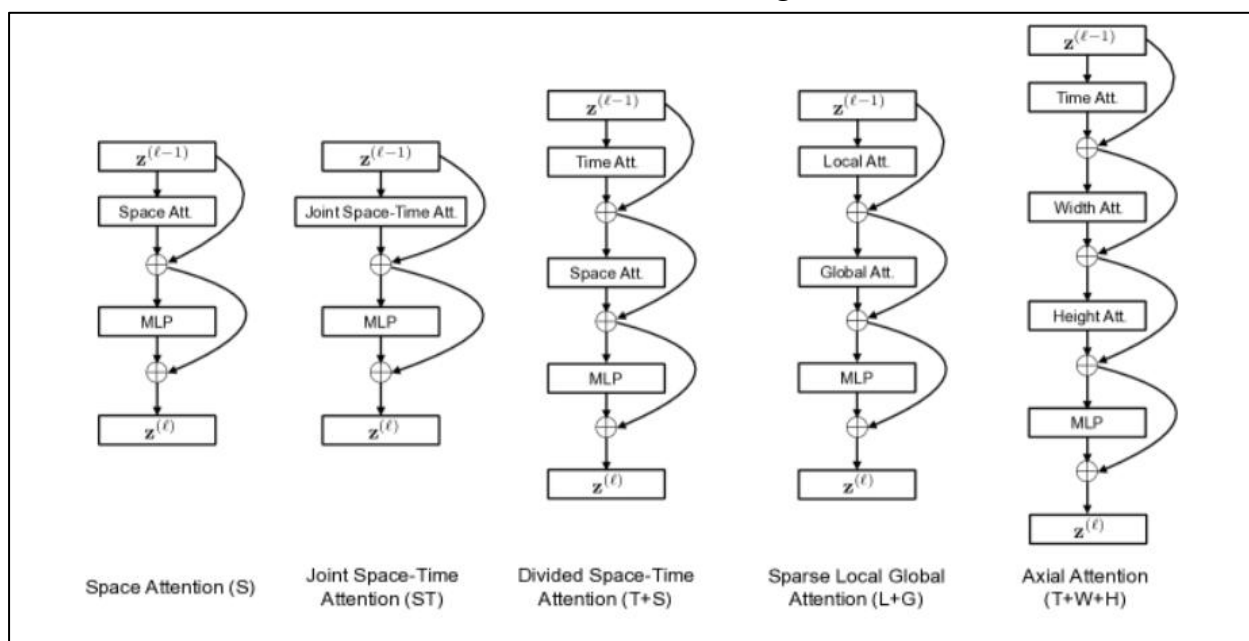 z^(ℓ−1)
Space Att.
MLP
z^(ℓ)
Space Attention (S)
z^(ℓ−1)
Joint Space-Time Att.
MLP
z^(ℓ)
Joint Space-Time
Attention (ST)
z^(ℓ−1)
Time Att.
Space Att.
MLP
z^(ℓ)
Divided Space-Time
Attention (T+S)
z^(ℓ−1)
Local Att.
Global Att.
MLP
z^(ℓ)
Sparse Local Global
Attention (L+G)
z^(ℓ−1)
Time Att.
Width Att.
Height Att.
MLP
z^(ℓ)
Axial Attention
(T+W+H)